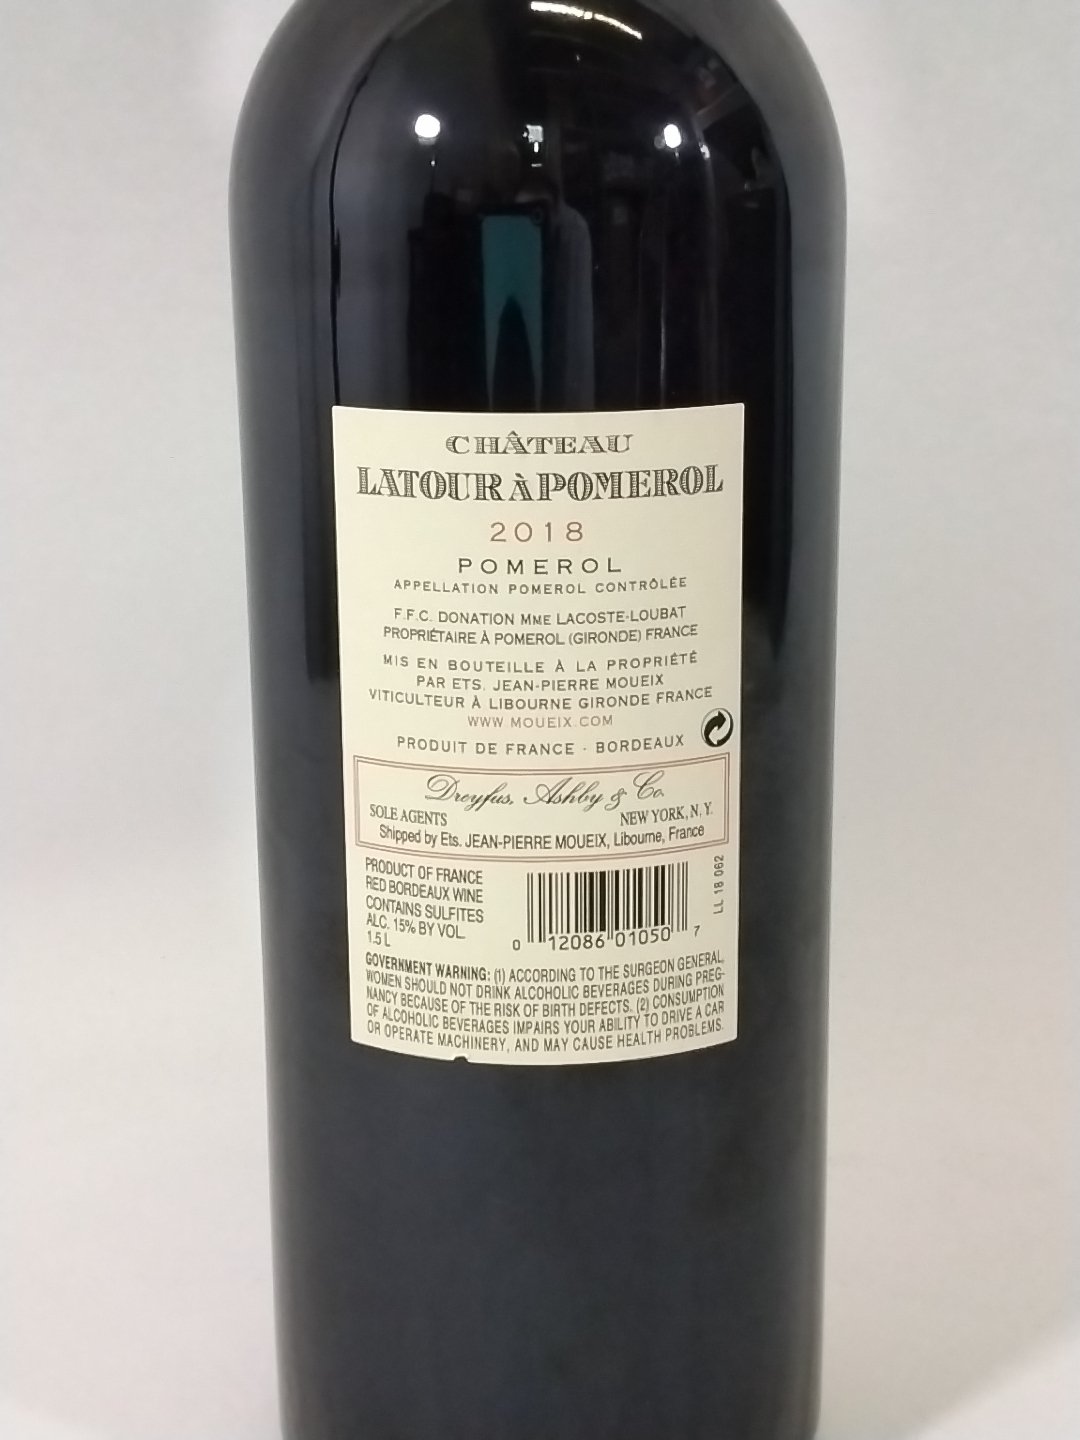 CHÂTEAU
LATOUR À POMEROL
2018
POMEROL
APPELLATION POMEROL CONTRÔLÉE
F.F.C. DONATION MME LACOSTE-LOUBAT
PROPRIÉTAIRE À POMEROL (GIRONDE) FRANCE
MIS EN BOUTEILLE À LA PROPRIÉTÉ
PAR ETS. JEAN-PIERRE MOUEIX
VITICULTEUR À LIBOURNE GIRONDE FRANCE
WWW.MOUEIX.COM
PRODUIT DE FRANCE · BORDEAUX
Dreyfus, Ashby & Co.
SOLE AGENTS NEW YORK, N.Y.
Shipped by Ets. JEAN-PIERRE MOUEIX, Libourne, France
PRODUCT OF FRANCE
RED BORDEAUX WINE
CONTAINS SULFITES
ALC. 15% BY VOL.
1.5 L
0 12086 01050 7
LL 18 062
GOVERNMENT WARNING: (1) ACCORDING TO THE SURGEON GENERAL,
WOMEN SHOULD NOT DRINK ALCOHOLIC BEVERAGES DURING PREG-
NANCY BECAUSE OF THE RISK OF BIRTH DEFECTS. (2) CONSUMPTION
OF ALCOHOLIC BEVERAGES IMPAIRS YOUR ABILITY TO DRIVE A CAR
OR OPERATE MACHINERY, AND MAY CAUSE HEALTH PROBLEMS.